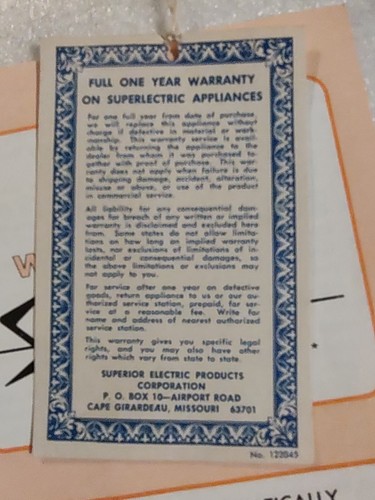 FULL ONE YEAR WARRANTY
ON SUPERLECTRIC APPLIANCES
For one full year from date of purchase,
we will replace this appliance without
charge if defective in material or work-
manship. This warranty service is avail-
able by returning the appliance to the
dealer from whom it was purchased to-
gether with proof of purchase. This war-
ranty does not apply when failure is due
to shipping damage, accident, alteration,
misuse or abuse, or use of the product
in commercial service.
All liability for any consequential dam-
ages for breach of any written or implied
warranty is disclaimed and excluded here
from. Some states do not allow limita-
tions on how long an implied warranty
lasts, nor exclusions of limitations of in-
cidental or consequential damages, so
the above limitations or exclusions may
not apply to you.
For service after one year on defective
goods, return appliance to us or our au-
thorized service station, prepaid, for ser-
vice at a reasonable fee. Write for
name and address of nearest authorized
service station.
This warranty gives you specific legal
rights, and you may also have other
rights which vary from state to state.
SUPERIOR ELECTRIC PRODUCTS
CORPORATION
P. O. BOX 10—AIRPORT ROAD
CAPE GIRARDEAU, MISSOURI 63701
No. 122045
W
*